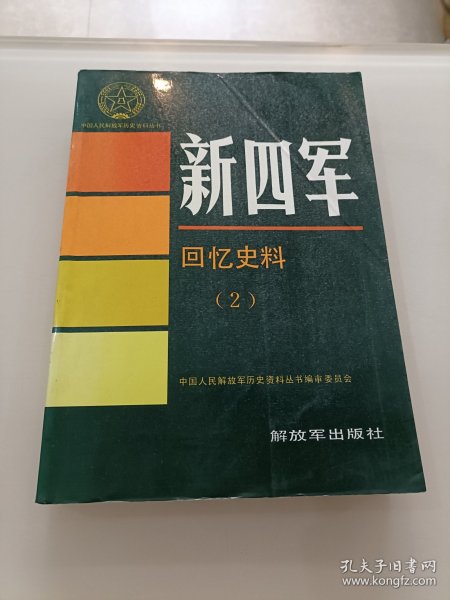 中国人民解放军历史资料丛书
新四军
回忆史料
（2）
中国人民解放军历史资料丛书编审委员会
解放军出版社
孔夫子旧书网
www.kongfz.com